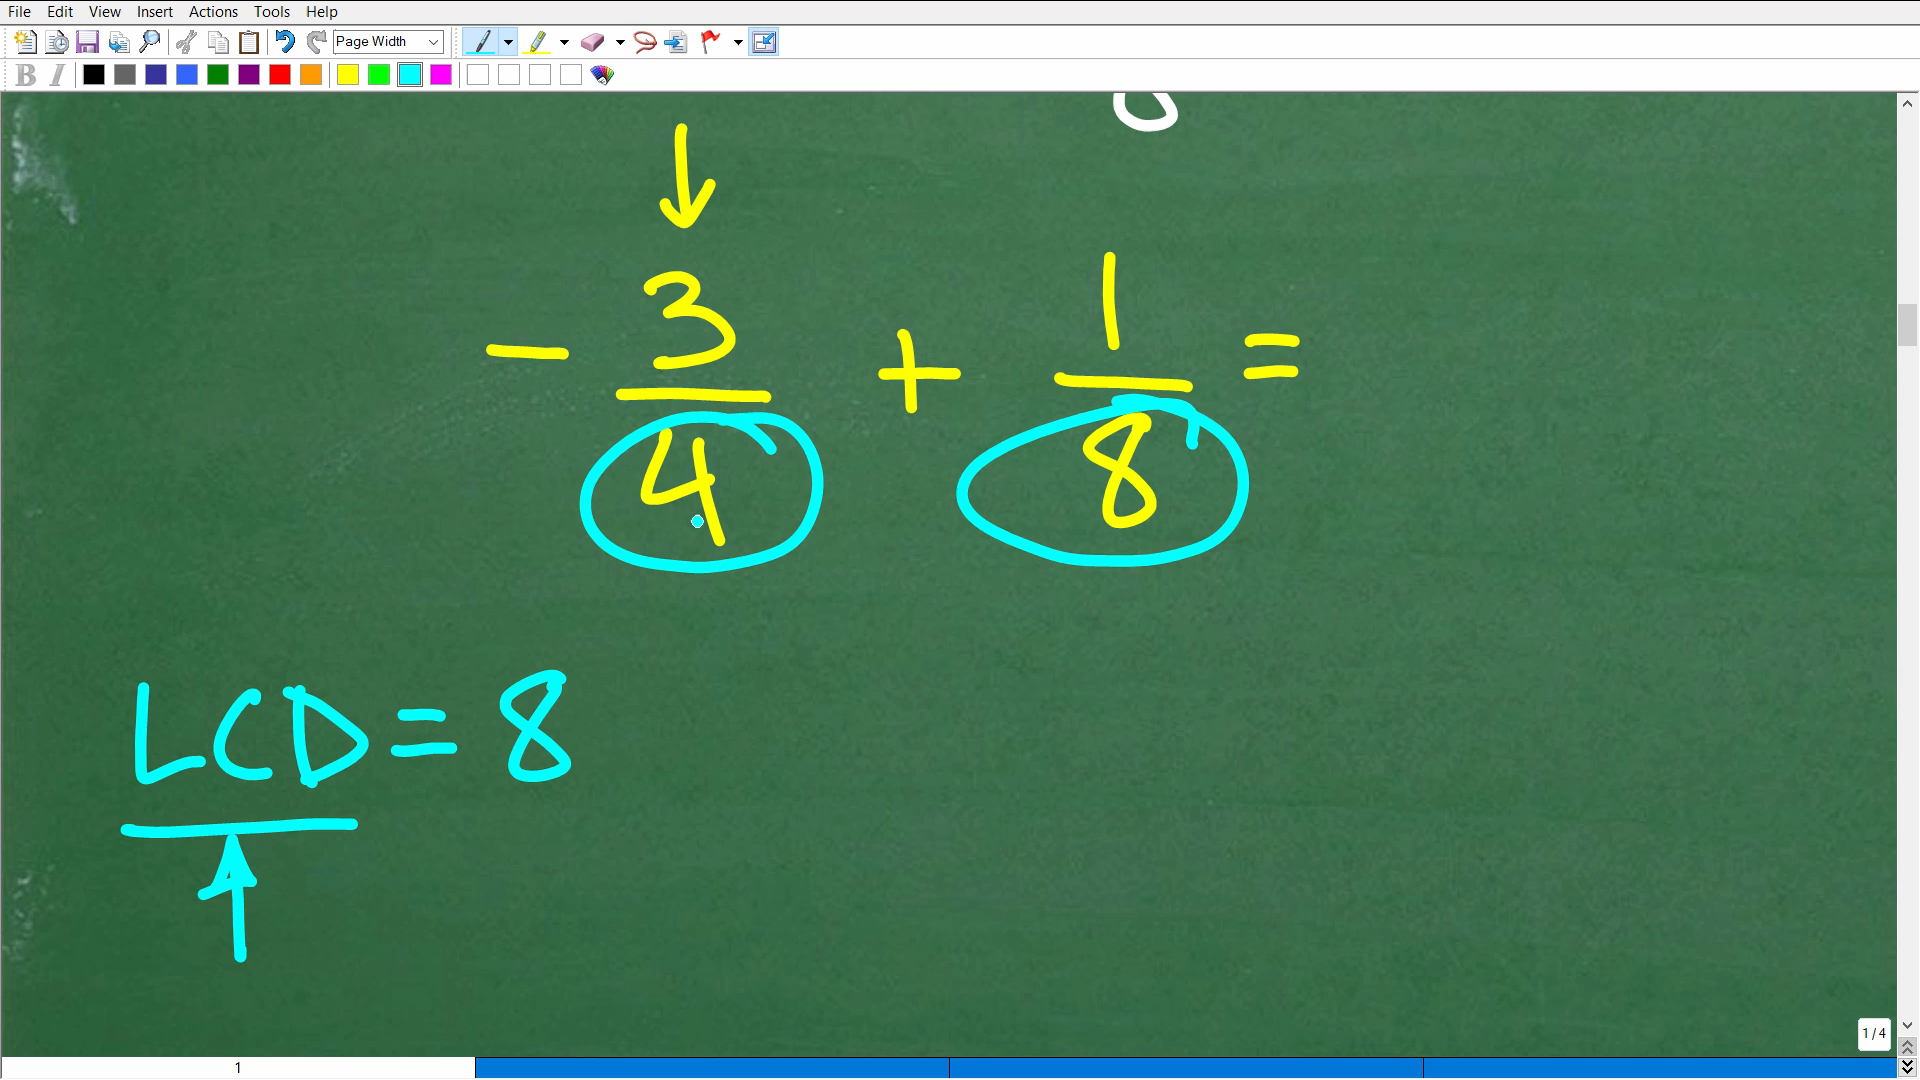 File Edit View Insert Actions Tools Help
Page Width
B I
- 3/4 + 1/8 =
LCD = 8
1 / 4
1